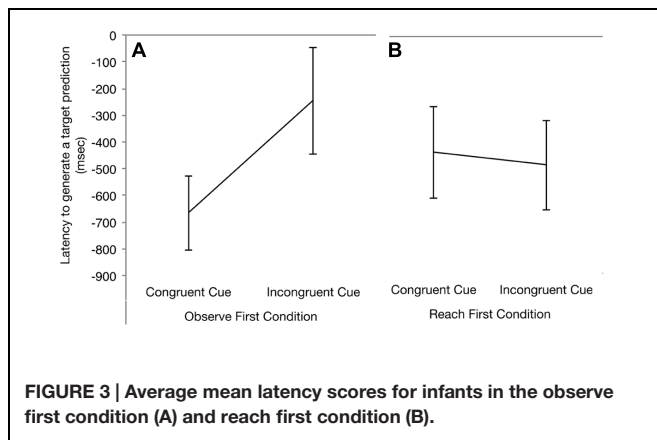 A
B
0
-100
-200
-300
-400
-500
-600
-700
-800
-900
Latency to generate a target prediction
(msec)
Congruent Cue Incongruent Cue
Observe First Condition
Congruent Cue Incongruent Cue
Reach First Condition
FIGURE 3 | Average mean latency scores for infants in the observe
first condition (A) and reach first condition (B).